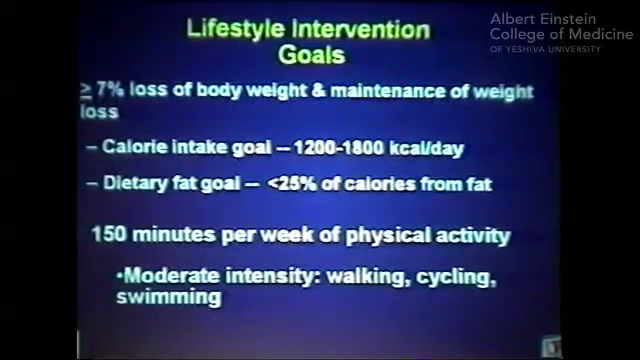 Albert Einstein
College of Medicine
OF YESHIVA UNIVERSITY
Lifestyle Intervention
Goals
≥ 7% loss of body weight & maintenance of weight
loss
– Calorie intake goal -- 1200-1800 kcal/day
– Dietary fat goal -- <25% of calories from fat
150 minutes per week of physical activity
•Moderate intensity: walking, cycling,
swimming